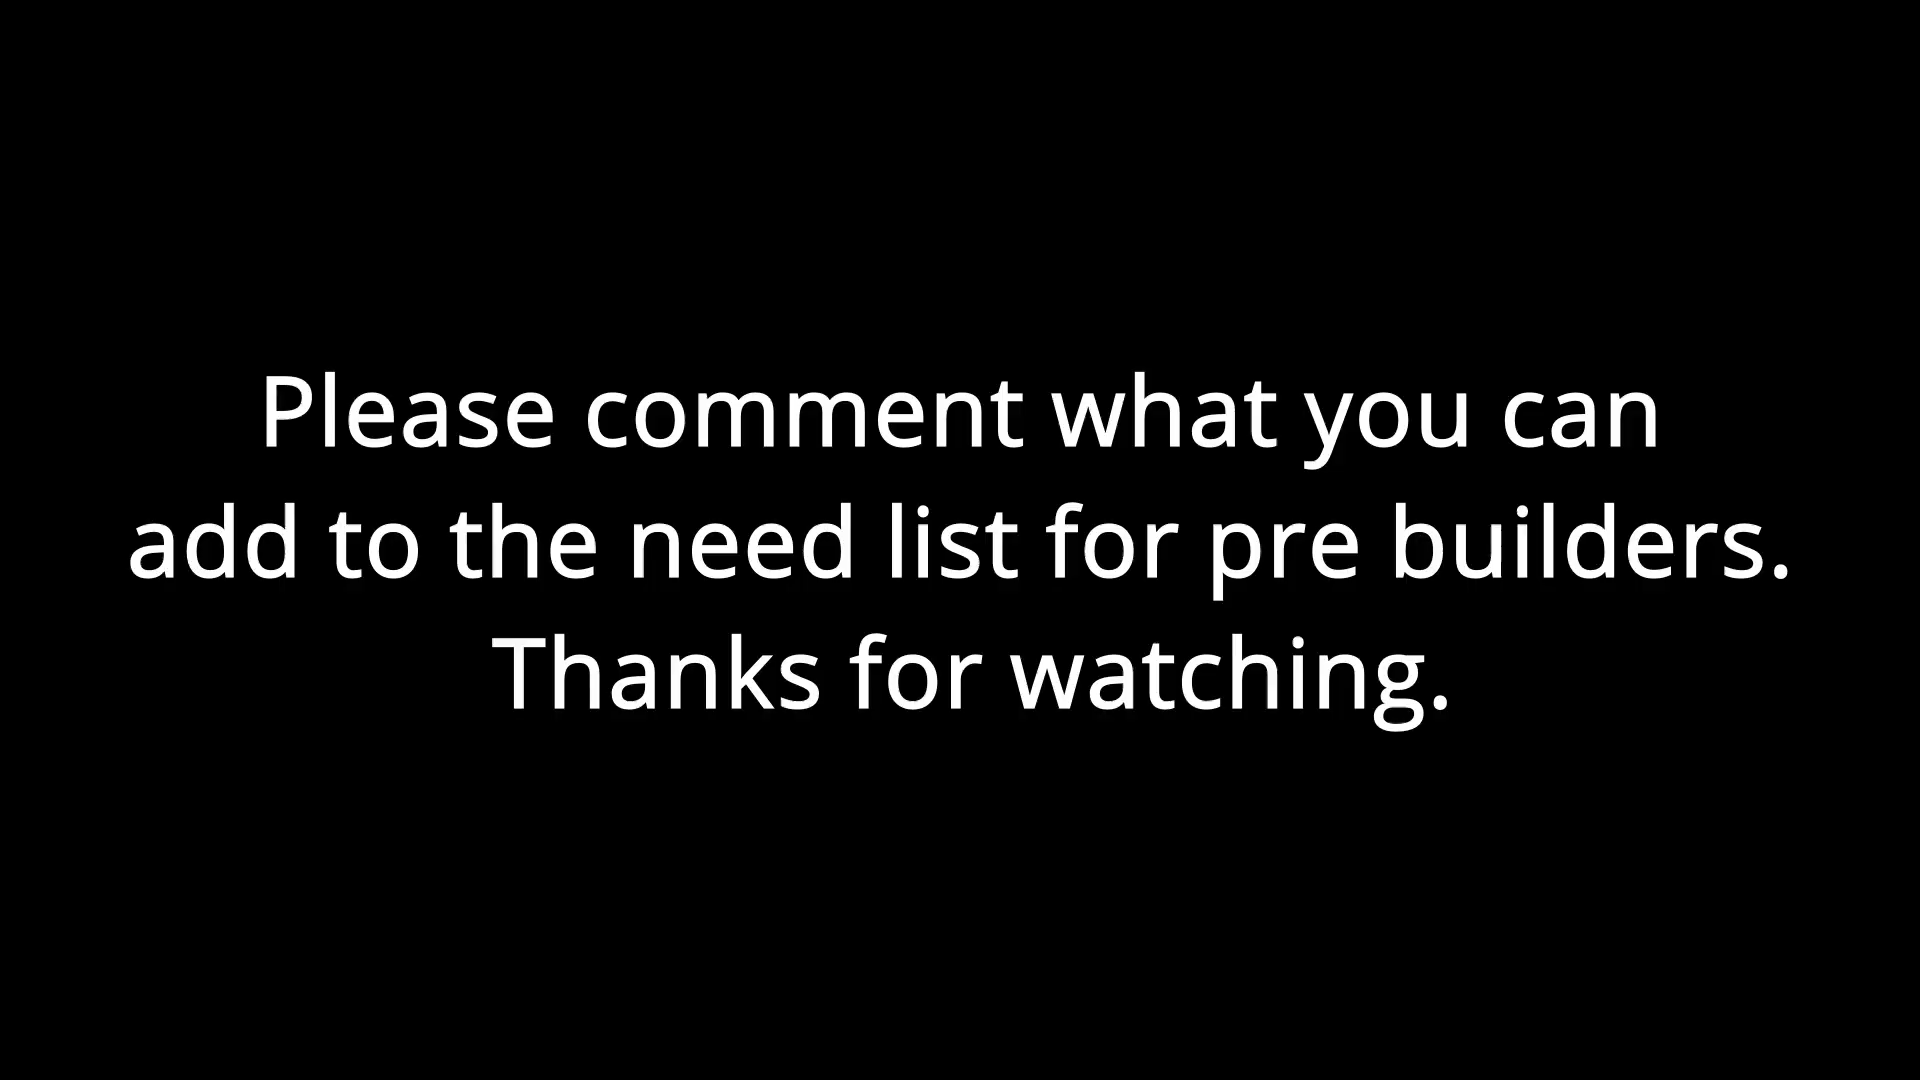 Please comment what you can
add to the need list for pre builders.
Thanks for watching.